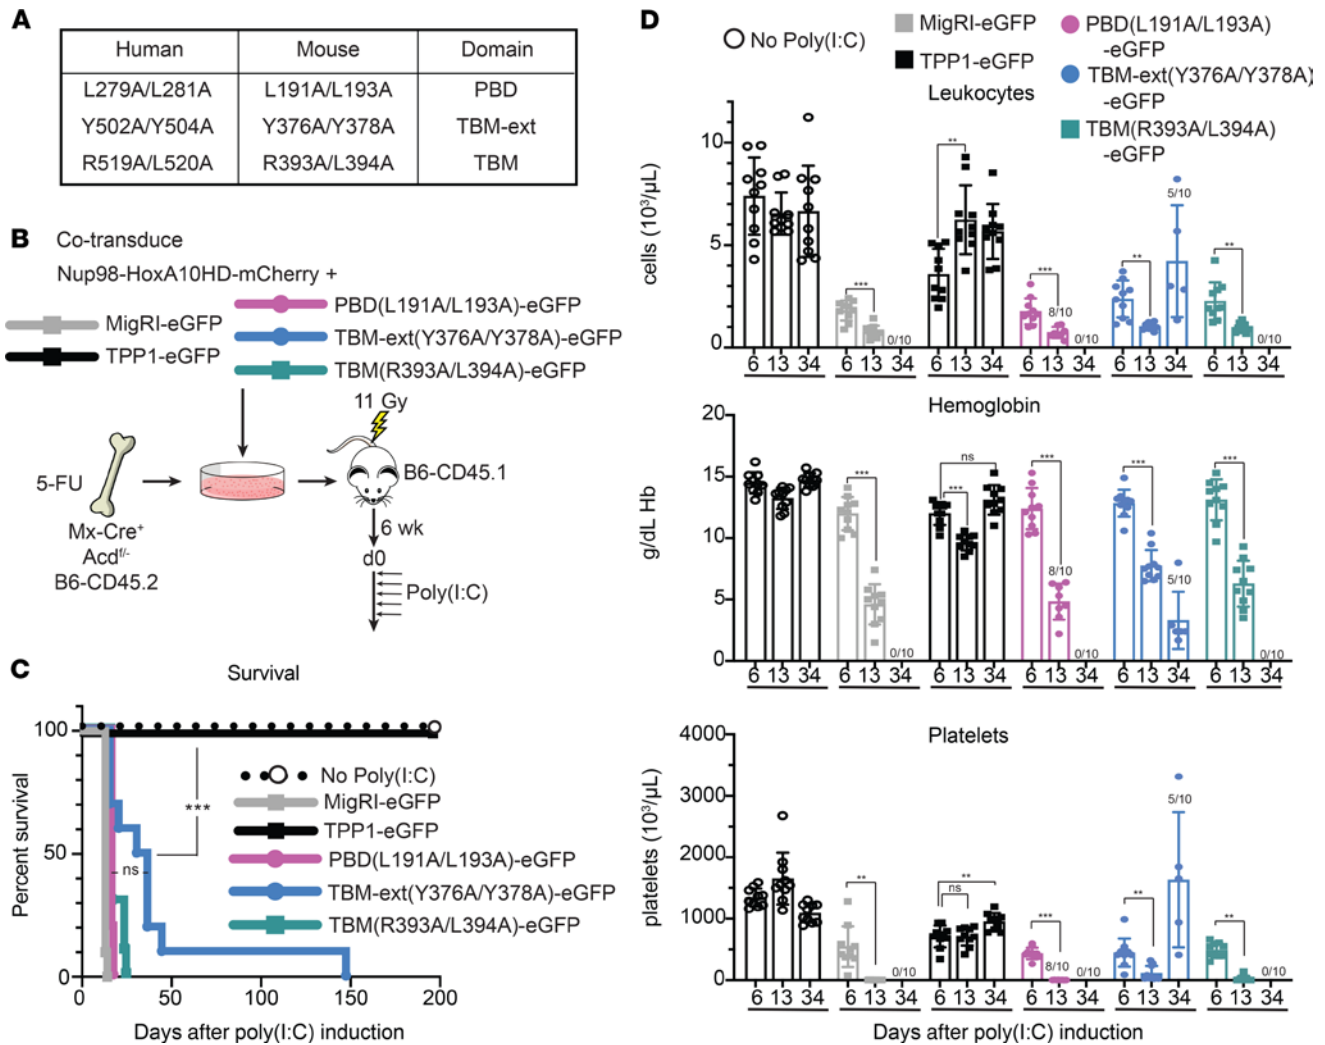 A
Human Mouse Domain
L279A/L281A L191A/L193A PBD
Y502A/Y504A Y376A/Y378A TBM-ext
R519A/L520A R393A/L394A TBM
B
Co-transduce
Nup98-HoxA10HD-mCherry +
MigRI-eGFP
TPP1-eGFP
PBD(L191A/L193A)-eGFP
TBM-ext(Y376A/Y378A)-eGFP
TBM(R393A/L394A)-eGFP
11 Gy
5-FU
B6-CD45.1
Mx-Cre+
Acdf/-
B6-CD45.2
6 wk
d0
Poly(I:C)
C
Survival
Percent survival
100
50
0
***
ns
No Poly(I:C)
MigRI-eGFP
TPP1-eGFP
PBD(L191A/L193A)-eGFP
TBM-ext(Y376A/Y378A)-eGFP
TBM(R393A/L394A)-eGFP
0 50 100 150 200
Days after poly(I:C) induction
D
No Poly(I:C)
MigRI-eGFP
TPP1-eGFP
PBD(L191A/L193A)
-eGFP
TBM-ext(Y376A/Y378A)
-eGFP
TBM(R393A/L394A)
-eGFP
Leukocytes
cells (10³/µL)
10
5
0
*** ** *** ** **
0/10 8/10 0/10 5/10 0/10
6 13 34 6 13 34 6 13 34 6 13 34 6 13 34 6 13 34
Hemoglobin
g/dL Hb
20
15
10
5
0
*** *** ns *** *** ***
0/10 8/10 0/10 5/10 0/10
6 13 34 6 13 34 6 13 34 6 13 34 6 13 34 6 13 34
Platelets
platelets (10³/µL)
4000
3000
2000
1000
0
** ** ns *** ** **
0/10 8/10 0/10 5/10 0/10
6 13 34 6 13 34 6 13 34 6 13 34 6 13 34 6 13 34
Days after poly(I:C) induction